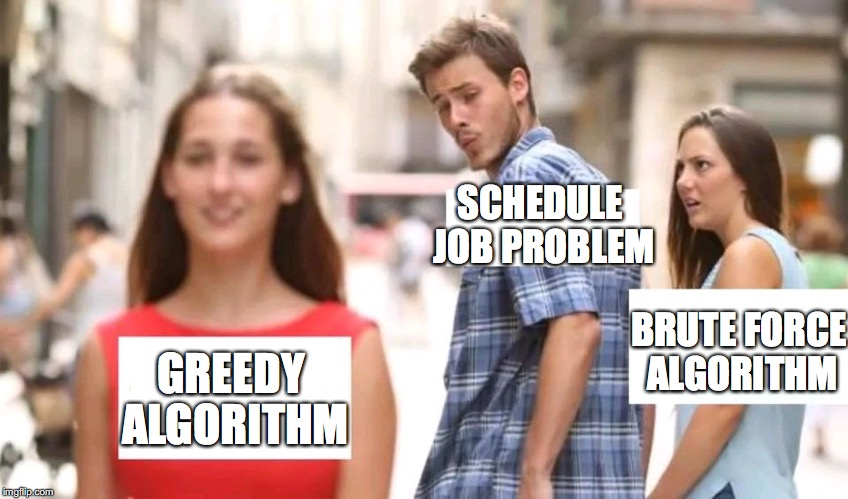 SCHEDULE
JOB PROBLEM
BRUTE FORCE
ALGORITHM
GREEDY
ALGORITHM
imgflip.com